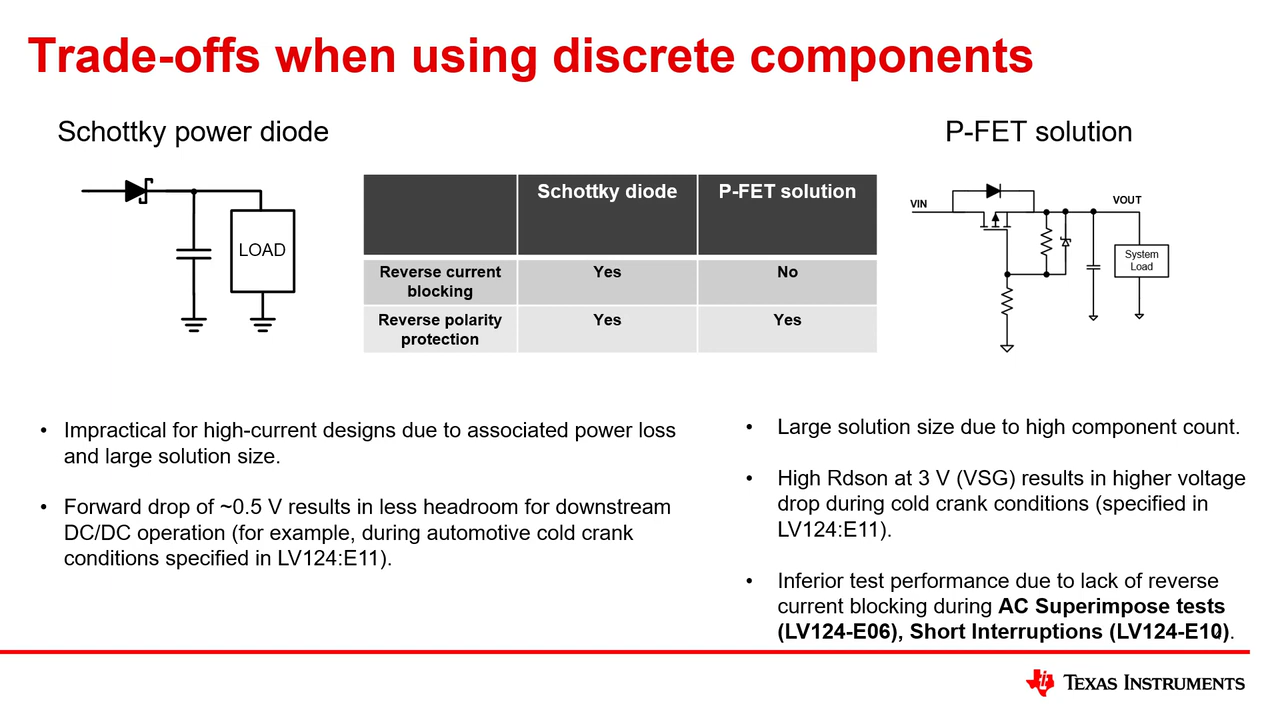 Trade-offs when using discrete components
Schottky power diode
LOAD
Schottky diode
P-FET solution
Reverse current
blocking
Yes
No
Reverse polarity
protection
Yes
Yes
P-FET solution
VIN
VOUT
System
Load
• Impractical for high-current designs due to associated power loss
and large solution size.
• Forward drop of ~0.5 V results in less headroom for downstream
DC/DC operation (for example, during automotive cold crank
conditions specified in LV124:E11).
• Large solution size due to high component count.
• High Rdson at 3 V (VSG) results in higher voltage
drop during cold crank conditions (specified in
LV124:E11).
• Inferior test performance due to lack of reverse
current blocking during AC Superimpose tests
(LV124-E06), Short Interruptions (LV124-E10).
TEXAS INSTRUMENTS